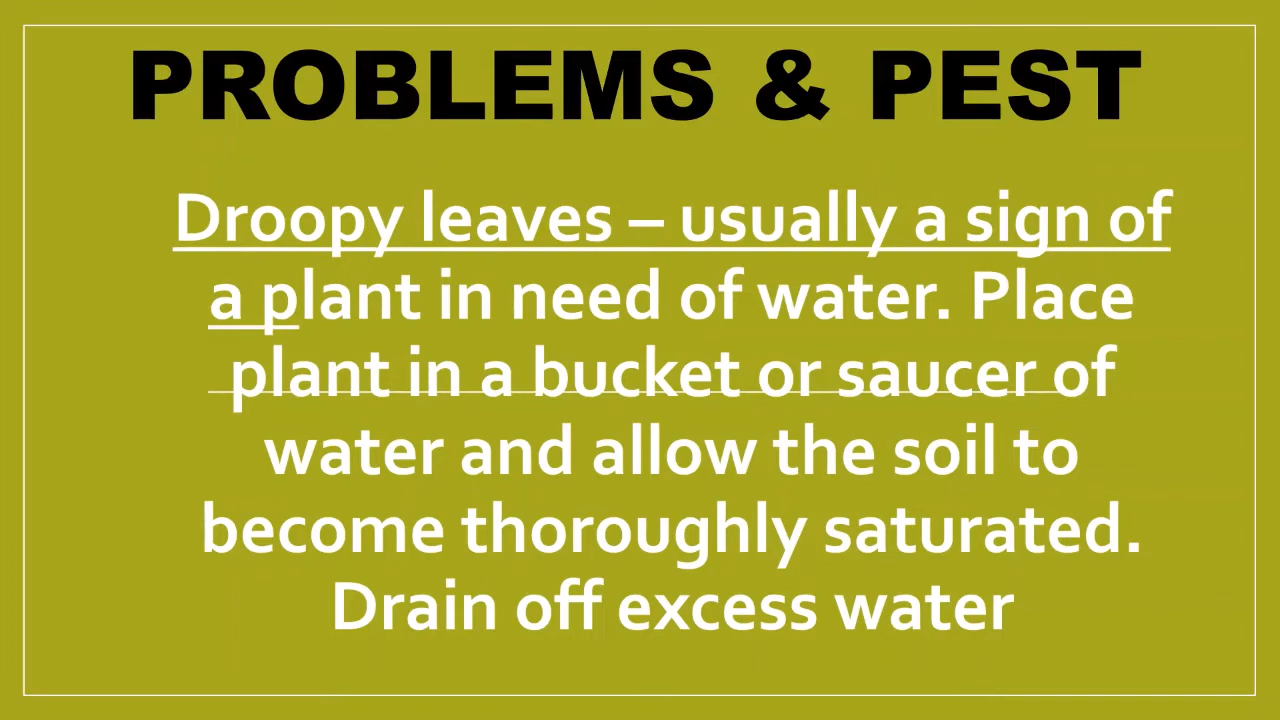 PROBLEMS & PEST
Droopy leaves – usually a sign of
a plant in need of water. Place
plant in a bucket or saucer of
water and allow the soil to
become thoroughly saturated.
Drain off excess water